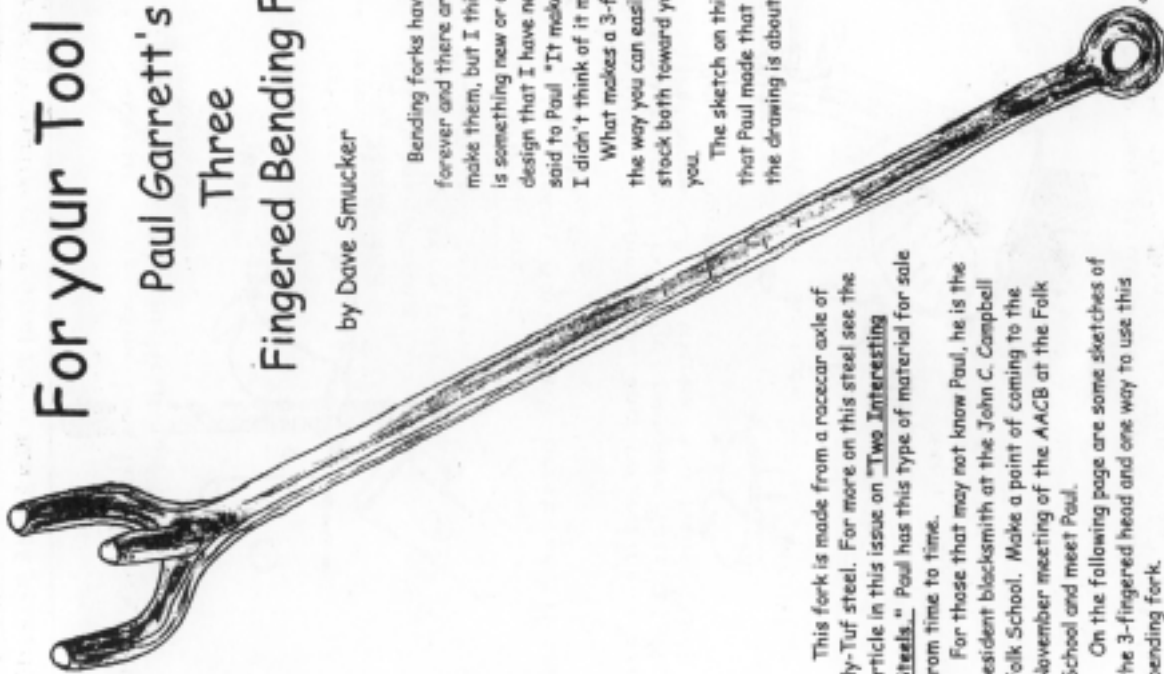 For your Tool
Paul Garrett's
Three
Fingered Bending F
by Dave Smucker
Bending forks hav
forever and there ar
make them, but I thi
is something new or
design that I have ne
said to Paul "It make
I didn't think of it
What makes a 3-f
the way you can easi
stock both toward y
you.
The sketch on thi
that Paul made that
the drawing is about
This fork is made from a racecar axle of
y-Tuf steel. For more on this steel see the
rticle in this issue on "Two Interesting
teels." Paul has this type of material for sale
rom time to time.
For those that may not know Paul, he is the
esident blacksmith at the John C. Campbell
olk School. Make a point of coming to the
November meeting of the AACB at the Folk
School and meet Paul.
On the following page are some sketches of
he 3-fingered head and one way to use this
ending fork.